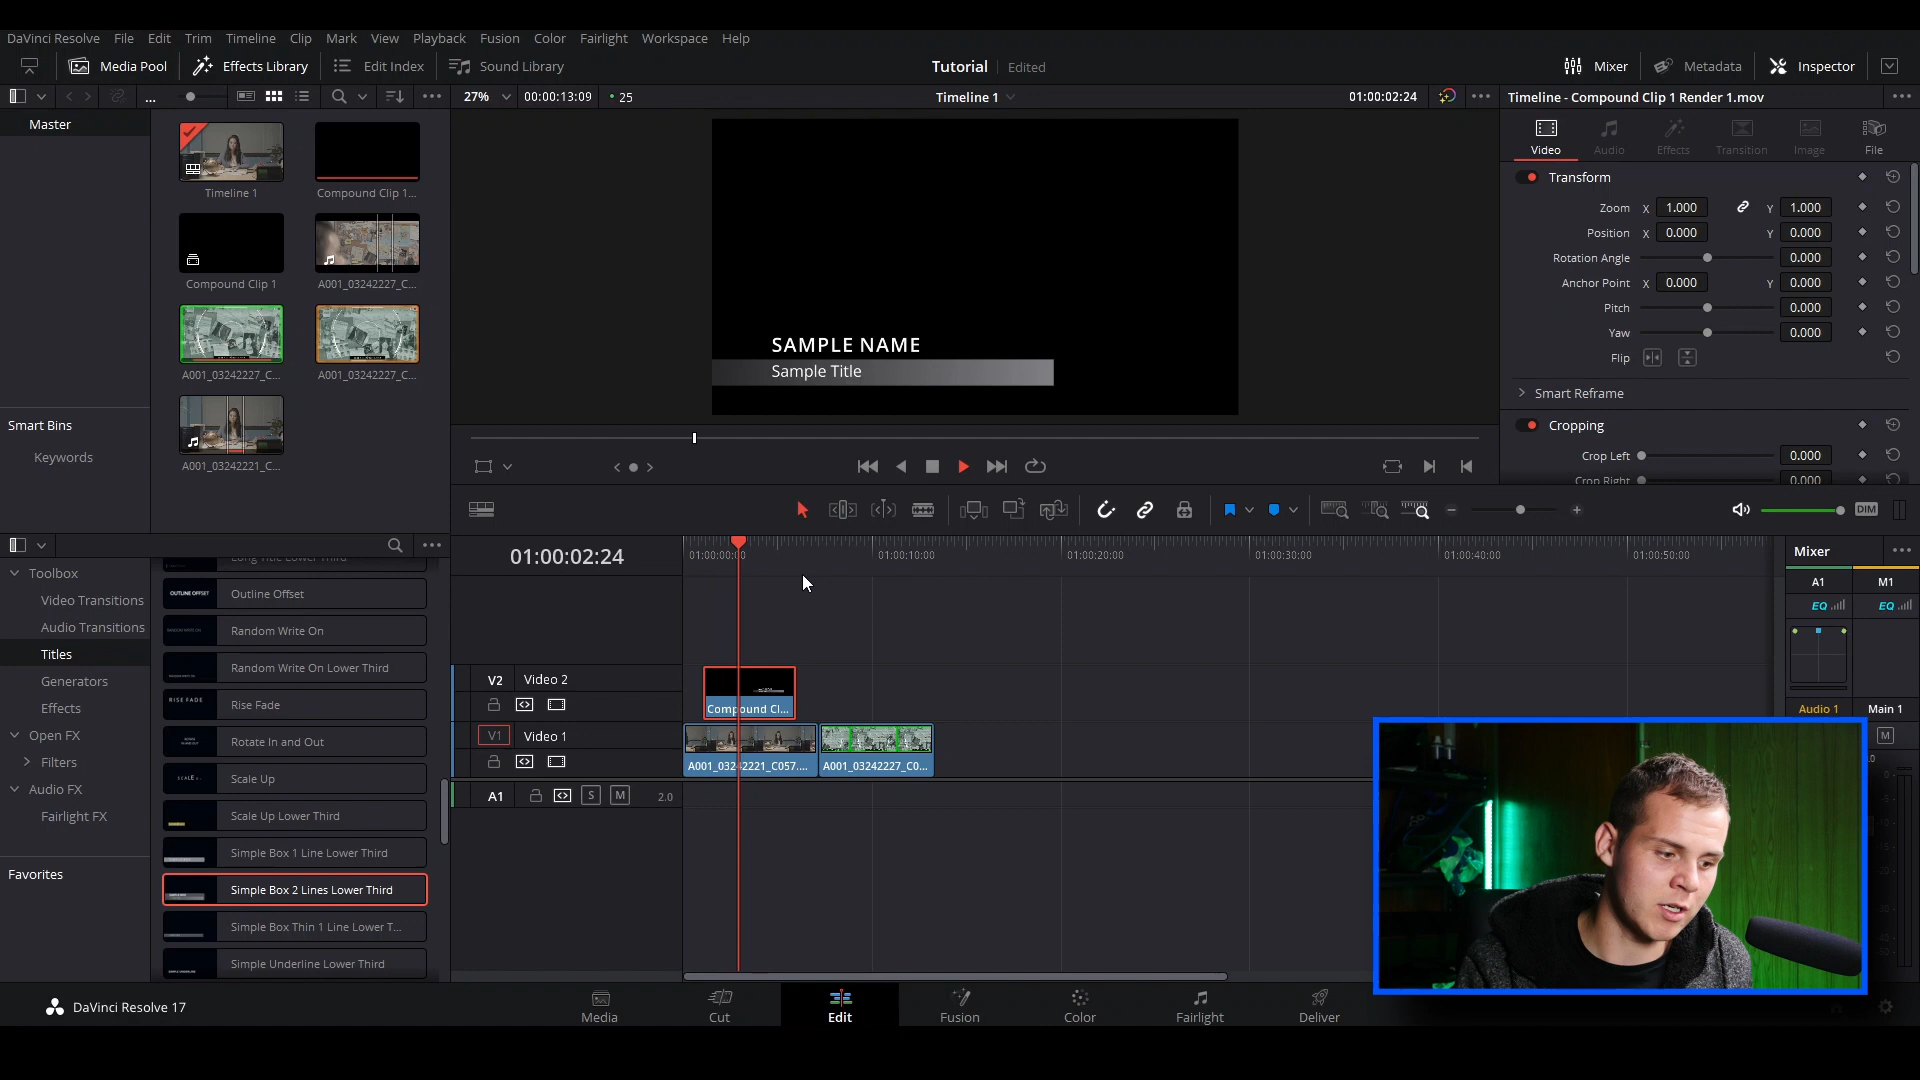 DaVinci Resolve File Edit Trim Timeline Clip Mark View Playback Fusion Color Fairlight Workspace Help
Media Pool Effects Library Edit Index Sound Library Tutorial Edited Mixer Metadata Inspector
... 27% 00:00:13:09 25 Timeline 1 01:00:02:24 Timeline - Compound Clip 1 Render 1.mov
Master
Timeline 1 Compound Clip 1...
Compound Clip 1 A001_03242227_C...
A001_03242227_C... A001_03242227_C...
A001_03242221_C...
Smart Bins
Keywords
SAMPLE NAME
Sample Title
Video Audio Effects Transition Image File
Transform
Zoom X 1.000 Y 1.000
Position X 0.000 Y 0.000
Rotation Angle 0.000
Anchor Point X 0.000 Y 0.000
Pitch 0.000
Yaw 0.000
Flip
Smart Reframe
Cropping
Crop Left 0.000
Crop Right 0.000
DIM
Toolbox
Video Transitions
Audio Transitions
Titles
Generators
Effects
Open FX
Filters
Audio FX
Fairlight FX
Favorites
Long Title Lower Third
OUTLINE OFFSET Outline Offset
RANDOM WRITE ON Random Write On
Random Write On Lower Third
RISE FADE Rise Fade
Rotate In and Out
Scale Up
Scale Up Lower Third
Simple Box 1 Line Lower Third
Simple Box 2 Lines Lower Third
Simple Box Thin 1 Line Lower T...
Simple Underline Lower Third
01:00:02:24
01:00:00:00 01:00:10:00 01:00:20:00 01:00:30:00 01:00:40:00 01:00:50:00
V2 Video 2
Compound Cl...
V1 Video 1
A001_03242221_C057.... A001_03242227_C0...
A1 S M 2.0
Mixer
A1 M1
EQ EQ
Audio 1 Main 1
M
DaVinci Resolve 17
Media Cut Edit Fusion Color Fairlight Deliver